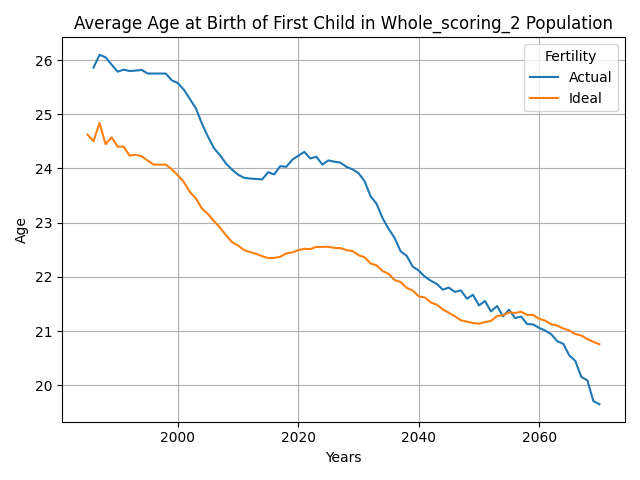 Average Age at Birth of First Child in Whole_scoring_2 Population
Fertility
Actual
Ideal
26
25
24
23
22
21
20
Age
2000
2020
2040
2060
Years